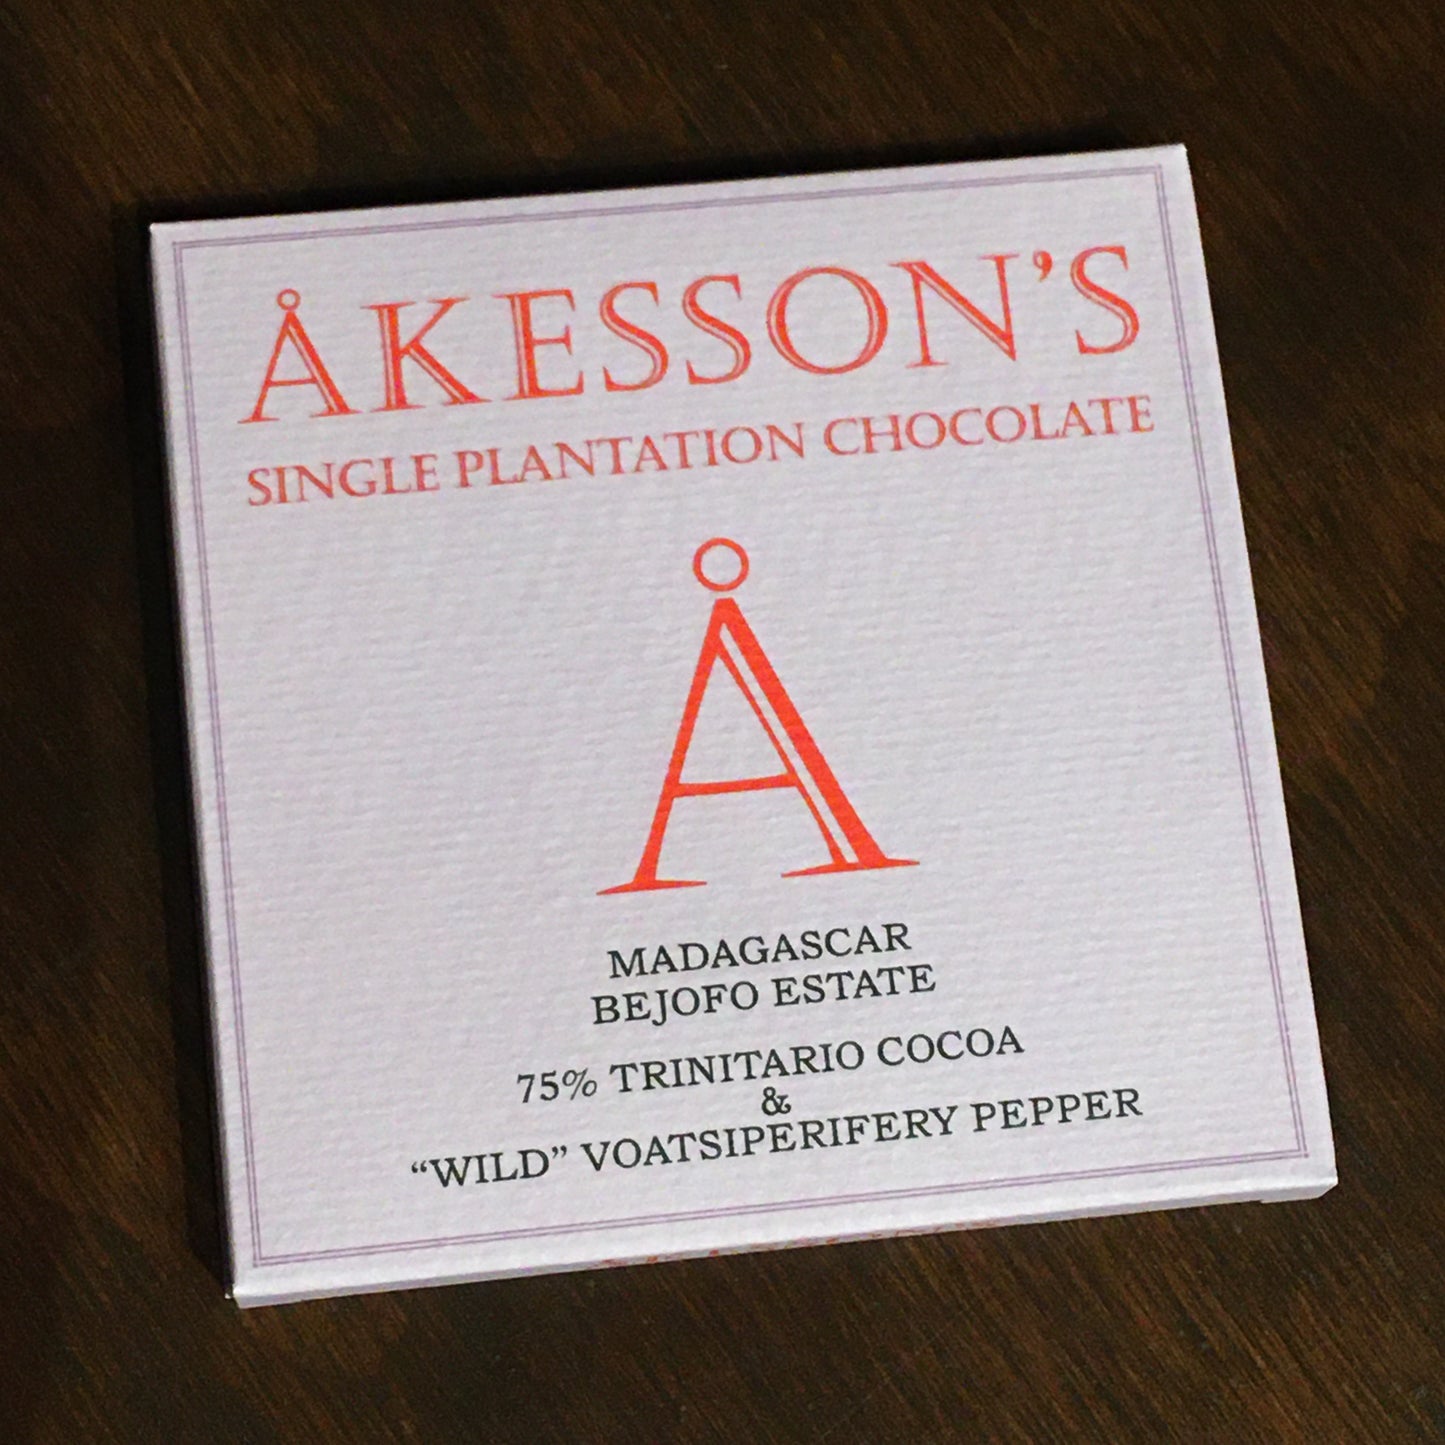 ÅKESSON'S
SINGLE PLANTATION CHOCOLATE
Å
MADAGASCAR
BEJOFO ESTATE
75% TRINITARIO COCOA
&
“WILD” VOATSIPERIFERY PEPPER